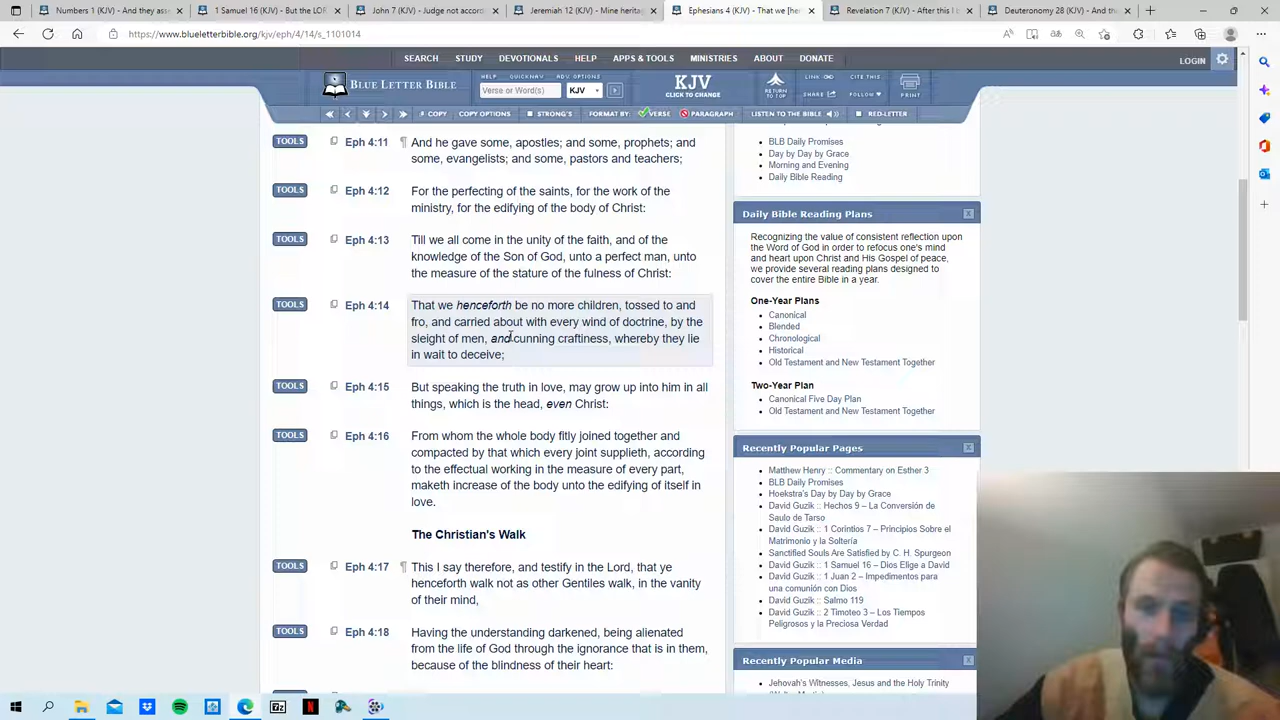 Numbers 1 (KJV) - And they asse
1 Samuel 16 (KJV) - But the LOR
John 7 (KJV) - Judge not accordi
Jeremiah 12 (KJV) - Mine heritag
Ephesians 4 (KJV) - That we [hen
Revelation 7 (KJV) - After this I b
Deuteronomy 28 (KJV) - And th
https://www.blueletterbible.org/kjv/eph/4/14/s_1101014
SEARCH STUDY DEVOTIONALS HELP APPS & TOOLS MINISTRIES ABOUT DONATE
LOGIN
BLUE LETTER BIBLE
HELP QUICKNAV ADV. OPTIONS
Verse or Word(s) KJV
KJV
CLICK TO CHANGE
RETURN TO TOP
LINK
SHARE
CITE THIS
FOLLOW
PRINT
COPY COPY OPTIONS STRONG'S FORMAT BY: VERSE PARAGRAPH LISTEN TO THE BIBLE RED-LETTER
TOOLS Eph 4:11 ¶ And he gave some, apostles; and some, prophets; and
some, evangelists; and some, pastors and teachers;
TOOLS Eph 4:12 For the perfecting of the saints, for the work of the
ministry, for the edifying of the body of Christ:
TOOLS Eph 4:13 Till we all come in the unity of the faith, and of the
knowledge of the Son of God, unto a perfect man, unto
the measure of the stature of the fulness of Christ:
TOOLS Eph 4:14 That we henceforth be no more children, tossed to and
fro, and carried about with every wind of doctrine, by the
sleight of men, and cunning craftiness, whereby they lie
in wait to deceive;
TOOLS Eph 4:15 But speaking the truth in love, may grow up into him in all
things, which is the head, even Christ:
TOOLS Eph 4:16 From whom the whole body fitly joined together and
compacted by that which every joint supplieth, according
to the effectual working in the measure of every part,
maketh increase of the body unto the edifying of itself in
love.
The Christian's Walk
TOOLS Eph 4:17 ¶ This I say therefore, and testify in the Lord, that ye
henceforth walk not as other Gentiles walk, in the vanity
of their mind,
TOOLS Eph 4:18 Having the understanding darkened, being alienated
from the life of God through the ignorance that is in them,
because of the blindness of their heart:
BLB Daily Promises
Day by Day by Grace
Morning and Evening
Daily Bible Reading
Daily Bible Reading Plans
Recognizing the value of consistent reflection upon
the Word of God in order to refocus one's mind
and heart upon Christ and His Gospel of peace,
we provide several reading plans designed to
cover the entire Bible in a year.
One-Year Plans
Canonical
Blended
Chronological
Historical
Old Testament and New Testament Together
Two-Year Plan
Canonical Five Day Plan
Old Testament and New Testament Together
Recently Popular Pages
Matthew Henry :: Commentary on Esther 3
BLB Daily Promises
Hoekstra's Day by Day by Grace
David Guzik :: Hechos 9 – La Conversión de
Saulo de Tarso
David Guzik :: 1 Corintios 7 – Principios Sobre el
Matrimonio y la Soltería
Sanctified Souls Are Satisfied by C. H. Spurgeon
David Guzik :: 1 Samuel 16 – Dios Elige a David
David Guzik :: 1 Juan 2 – Impedimentos para
una comunión con Dios
David Guzik :: Salmo 119
David Guzik :: 2 Timoteo 3 – Los Tiempos
Peligrosos y la Preciosa Verdad
Recently Popular Media
Jehovah's Witnesses, Jesus and the Holy Trinity